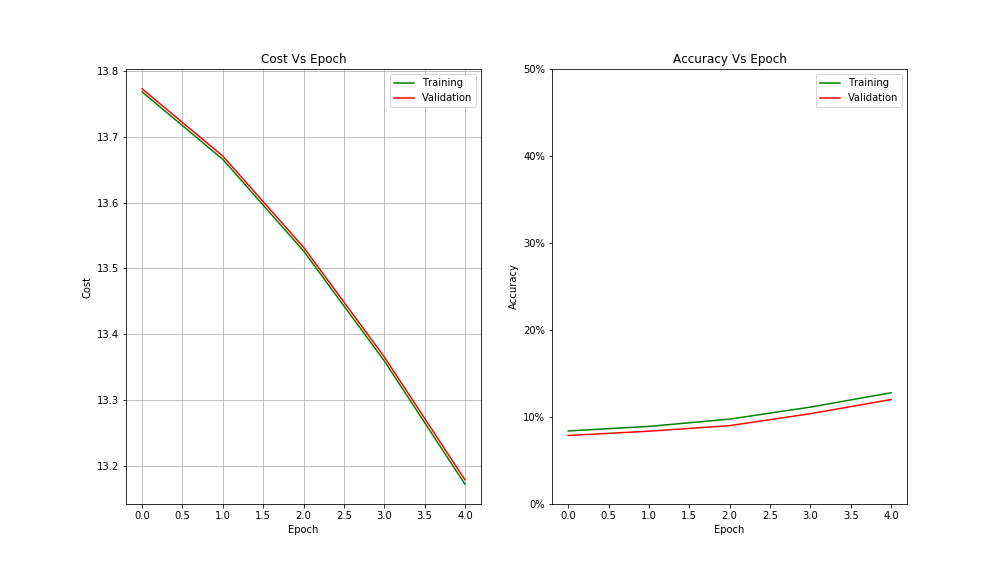 Cost Vs Epoch
13.8
13.7
13.6
13.5
13.4
13.3
13.2
Cost
0.0 0.5 1.0 1.5 2.0 2.5 3.0 3.5 4.0
Epoch
Training
Validation
Accuracy Vs Epoch
50%
40%
30%
20%
10%
0%
Accuracy
0.0 0.5 1.0 1.5 2.0 2.5 3.0 3.5 4.0
Epoch
Training
Validation